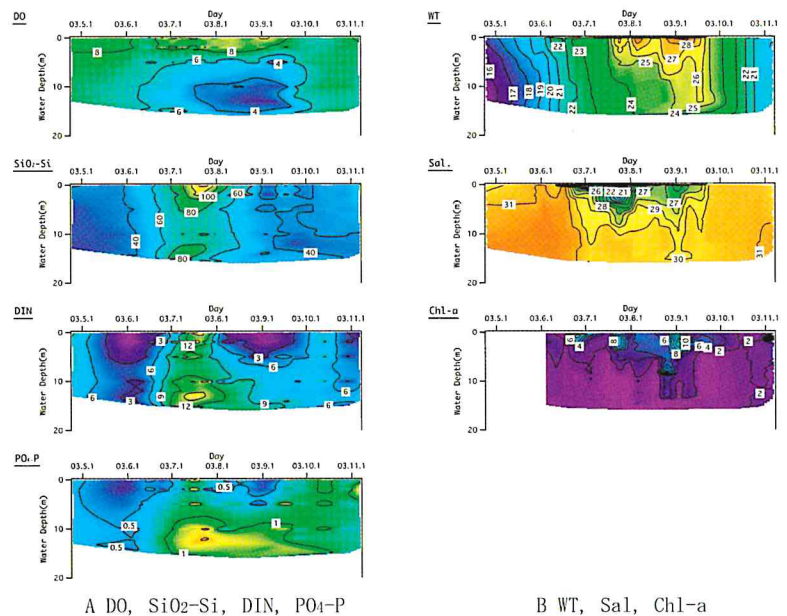 DO
Day
03.5.1 03.6.1 03.7.1 03.8.1 03.9.1 03.10.1 03.11.1
Water Depth(m)
0
10
20
8 6 8 4 6 4
SiO₂-Si
Day
03.5.1 03.6.1 03.7.1 03.8.1 03.9.1 03.10.1 03.11.1
Water Depth(m)
0
10
20
40 60 80 100 60 80 40
DIN
Day
03.5.1 03.6.1 03.7.1 03.8.1 03.9.1 03.10.1 03.11.1
Water Depth(m)
0
10
20
6 3 3 6 9 12 12 3 6 9 6 6
PO₄-P
Day
03.5.1 03.6.1 03.7.1 03.8.1 03.9.1 03.10.1 03.11.1
Water Depth(m)
0
10
20
0.5 0.5 0.5 1 1
A DO, SiO₂-Si, DIN, PO₄-P
WT
Day
03.5.1 03.6.1 03.7.1 03.8.1 03.9.1 03.10.1 03.11.1
Water Depth(m)
0
10
20
16 17 18 19 20 21 22 22 23 24 25 27 28 26 25 24 22 21
Sal.
Day
03.5.1 03.6.1 03.7.1 03.8.1 03.9.1 03.10.1 03.11.1
Water Depth(m)
0
10
20
31 26 22 21 27 28 29 27 30 31
Chl-a
Day
03.5.1 03.6.1 03.7.1 03.8.1 03.9.1 03.10.1 03.11.1
Water Depth(m)
0
10
20
6 4 8 6 8 10 6 4 2 2 2
B WT, Sal, Chl-a